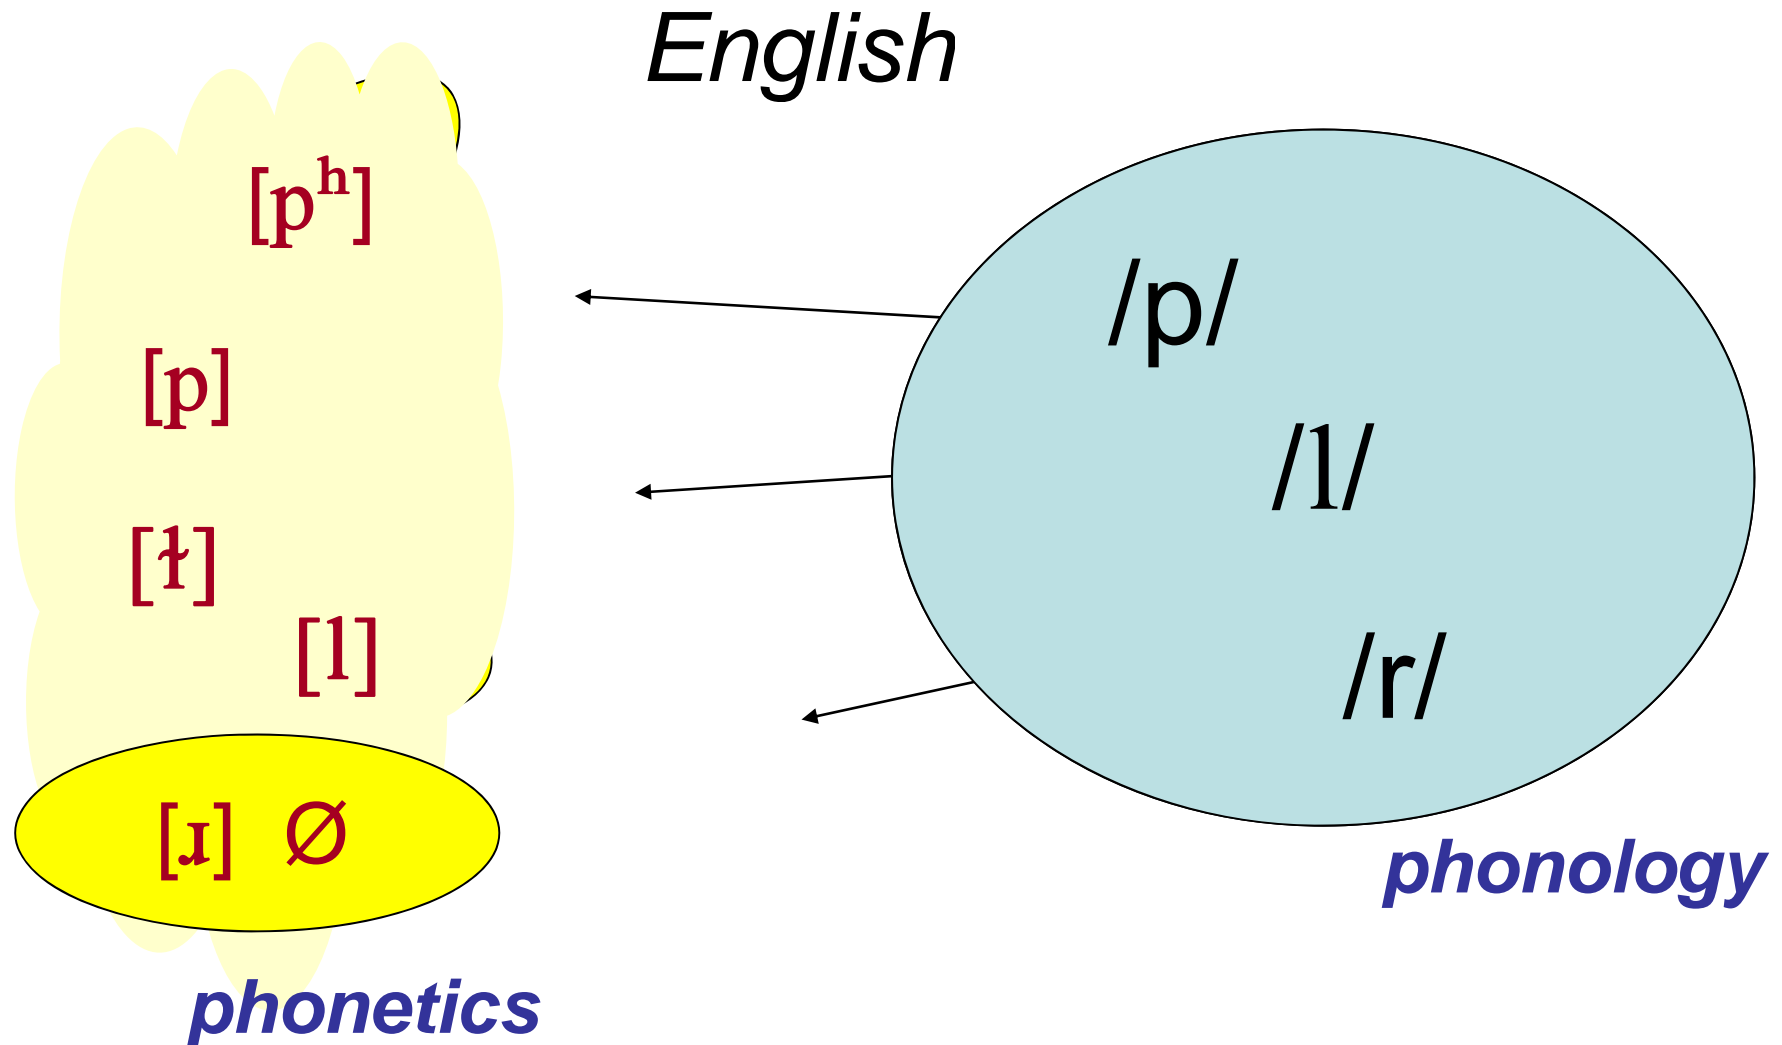 English
[pʰ]
/p/
[p]
/l/
[ɫ]
[l]
/r/
[ɹ] Ø
phonology
phonetics